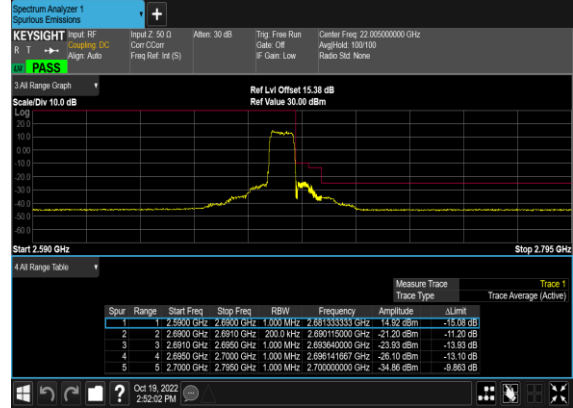 Spectrum Analyzer 1
Spurious Emissions
KEYSIGHT
R T
Input: RF
Coupling: DC
Align: Auto
Input Z: 50 Ω
Corr CCorr
Freq Ref: Int (S)
Atten: 30 dB
Trig: Free Run
Gate: Off
IF Gain: Low
Center Freq: 22.005000000 GHz
Avg|Hold: 100/100
Radio Std: None
PASS
3 All Range Graph
Scale/Div 10.0 dB
Ref Lvl Offset 15.38 dB
Ref Value 30.00 dBm
Log
20.0
10.0
0.00
-10.0
-20.0
-30.0
-40.0
-50.0
-60.0
Start 2.590 GHz
Stop 2.795 GHz
4 All Range Table
Measure Trace Trace 1
Trace Type Trace Average (Active)
Spur Range Start Freq Stop Freq RBW Frequency Amplitude ΔLimit
1 1 2.5900 GHz 2.6900 GHz 1.000 MHz 2.681333333 GHz 14.92 dBm -15.08 dB
2 2 2.6900 GHz 2.6910 GHz 200.0 kHz 2.690115000 GHz -21.20 dBm -11.20 dB
3 3 2.6910 GHz 2.6950 GHz 1.000 MHz 2.693640000 GHz -23.93 dBm -13.93 dB
4 4 2.6950 GHz 2.7000 GHz 1.000 MHz 2.696141667 GHz -26.10 dBm -13.10 dB
5 5 2.7000 GHz 2.7950 GHz 1.000 MHz 2.700000000 GHz -34.86 dBm -9.863 dB
Oct 19, 2022
2:52:02 PM